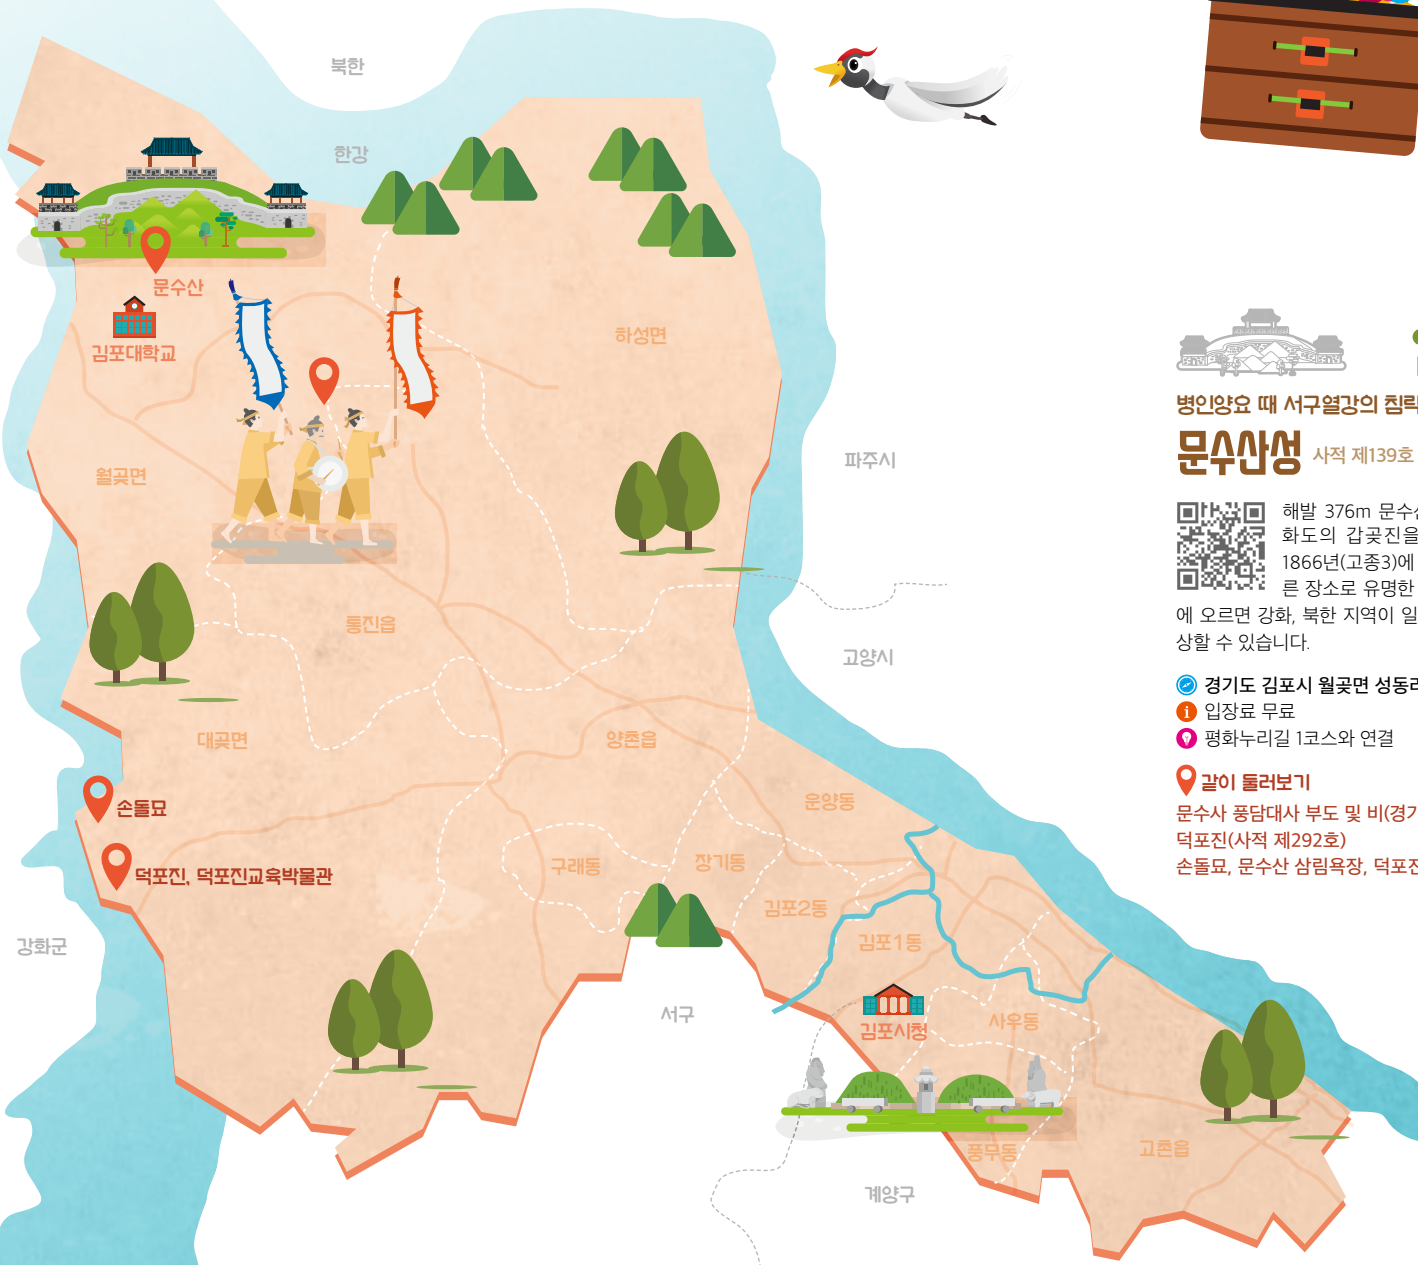 북한
한강
문수산
김포대학교
하성면
월곶면
통진읍
대곶면
양촌읍
운양동
손돌묘
구래동
장기동
덕포진, 덕포진교육박물관
김포2동
강화군
김포1동
서구
사우동
김포시청
풍무동
고촌읍
계양구
파주시
고양시
병인양요 때 서구열강의 침략
문수산성 사적 제139호
해발 376m 문수산
화도의 갑곶진을
1866년(고종3)에
른 장소로 유명한
에 오르면 강화, 북한 지역이 일
상할 수 있습니다.
경기도 김포시 월곶면 성동리
입장료 무료
평화누리길 1코스와 연결
같이 둘러보기
문수사 풍담대사 부도 및 비(경기
덕포진(사적 제292호)
손돌묘, 문수산 삼림욕장, 덕포진